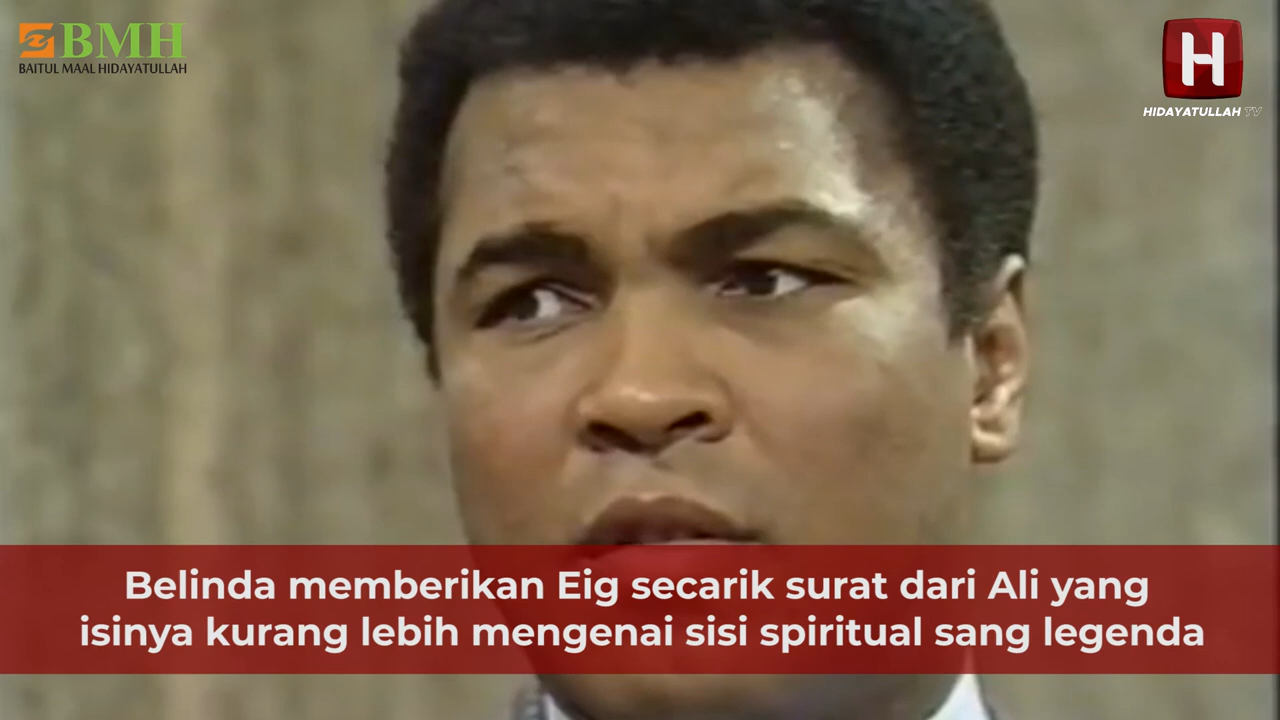 BMH
BAITUL MAAL HIDAYATULLAH
H
HIDAYATULLAH TV
Belinda memberikan Eig secarik surat dari Ali yang
isinya kurang lebih mengenai sisi spiritual sang legenda